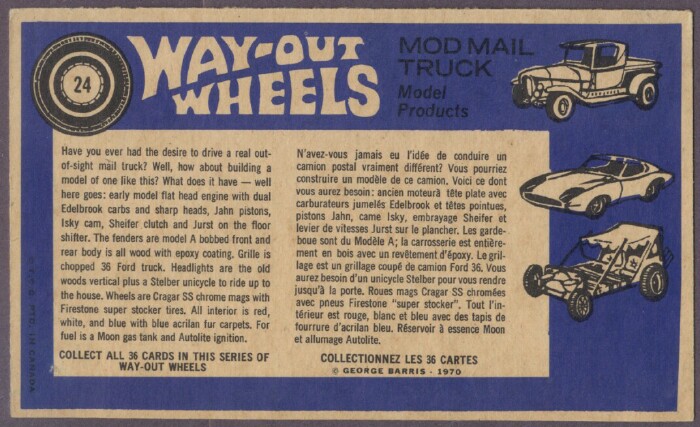 24
WAY-OUT
WHEELS
MOD MAIL
TRUCK
Model
Products
Have you ever had the desire to drive a real out-
of-sight mail truck? Well, how about building a
model of one like this? What does it have — well
here goes: early model flat head engine with dual
Edelbrook carbs and sharp heads, Jahn pistons,
Isky cam, Sheifer clutch and Jurst on the floor
shifter. The fenders are model A bobbed front and
rear body is all wood with epoxy coating. Grille is
chopped 36 Ford truck. Headlights are the old
woods vertical plus a Stelber unicycle to ride up to
the house. Wheels are Cragar SS chrome mags with
Firestone super stocker tires. All interior is red,
white, and blue with blue acrilan fur carpets. For
fuel is a Moon gas tank and Autolite ignition.
COLLECT ALL 36 CARDS IN THIS SERIES OF
WAY-OUT WHEELS
N'avez-vous jamais eu l'idée de conduire un
camion postal vraiment différent? Vous pourriez
construire un modèle de ce camion. Voici ce dont
vous aurez besoin: ancien moteur à tête plate avec
carburateurs jumelés Edelbrook et têtes pointues,
pistons Jahn, came Isky, embrayage Sheifer et
levier de vitesses Jurst sur le plancher. Les garde-
boue sont du Modèle A; la carrosserie est entière-
ment en bois avec un revêtement d'époxy. Le gril-
lage est un grillage coupé de camion Ford 36. Vous
aurez besoin d'un unicycle Stelber pour vous rendre
jusqu'à la porte. Roues mags Cragar SS chromées
avec pneus Firestone "super stocker". Tout l'in-
térieur est rouge, blanc et bleu avec des tapis de
fourrure d'acrilan bleu. Réservoir à essence Moon
et allumage Autolite.
COLLECTIONNEZ LES 36 CARTES
© GEORGE BARRIS - 1970
PTD. IN CANADA